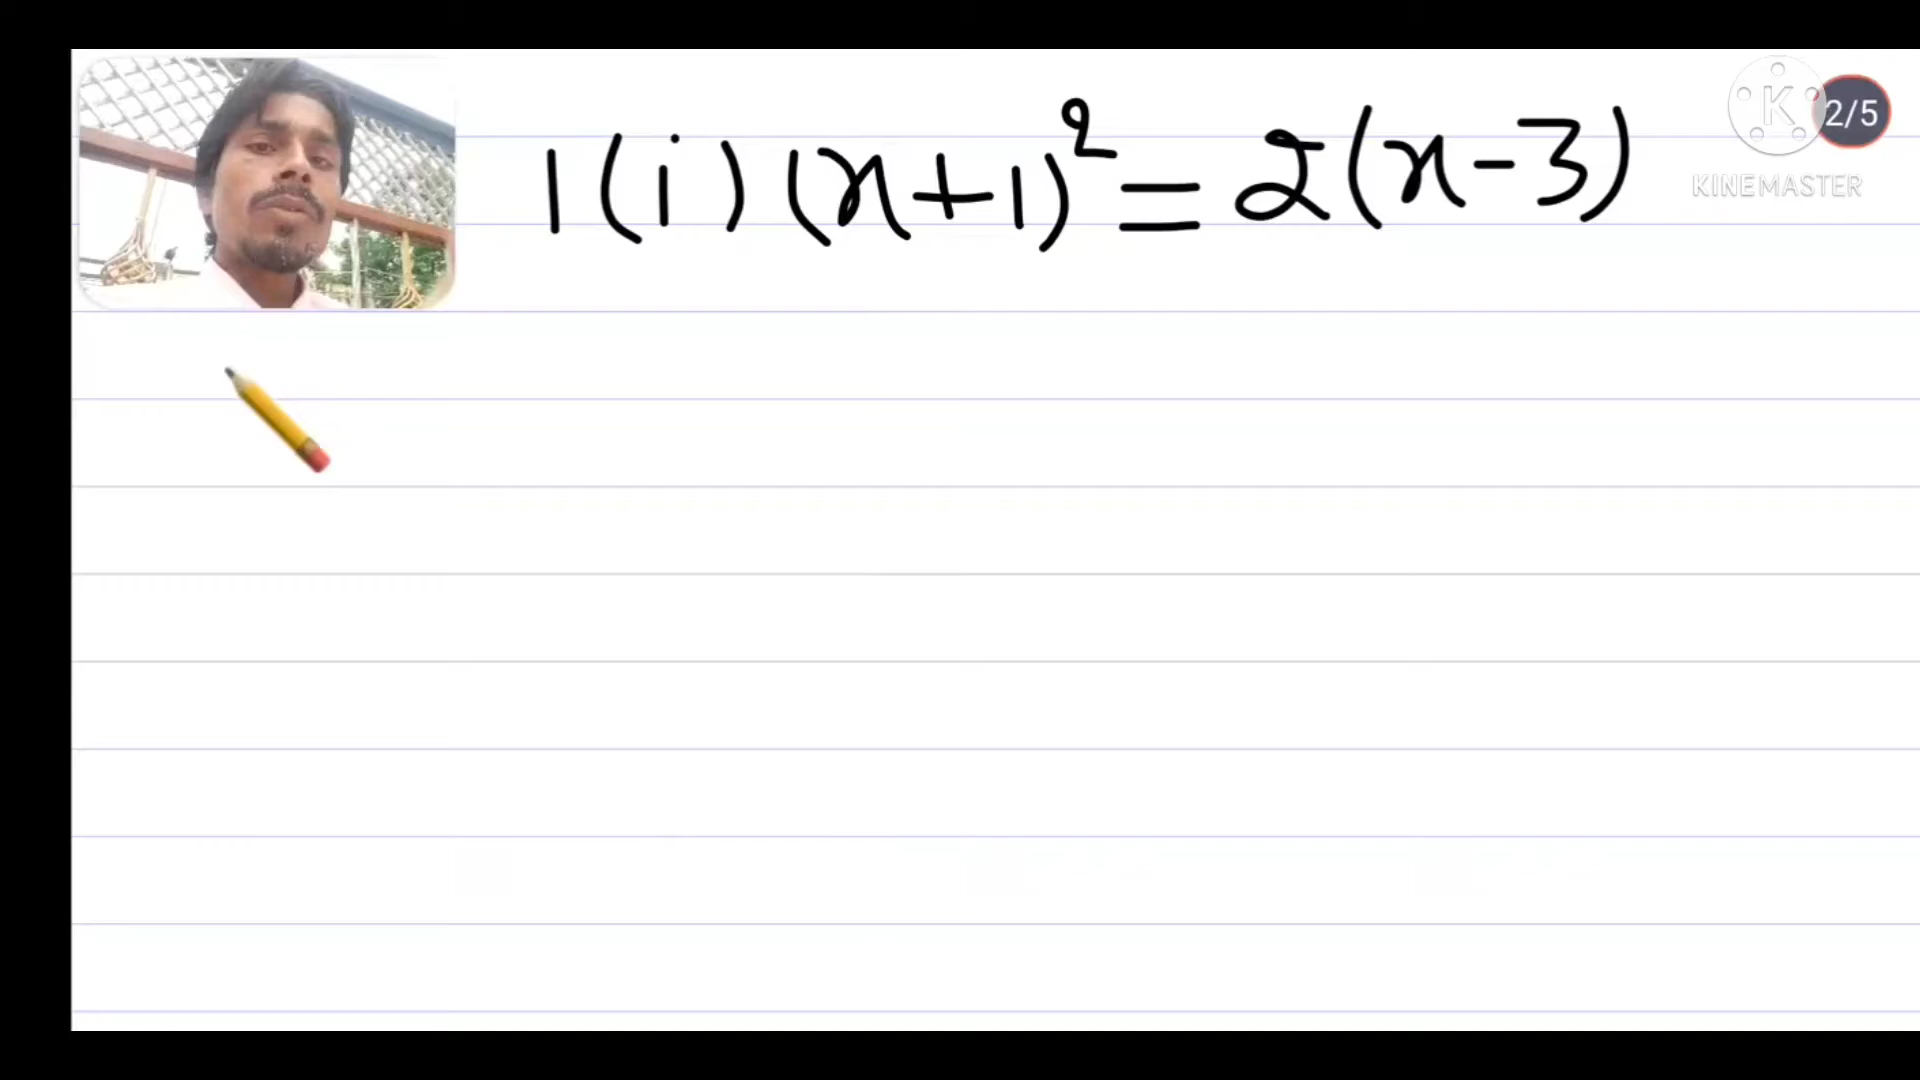 1 (i) (x+1)² = 2(x-3)
K 2/5
KINEMASTER